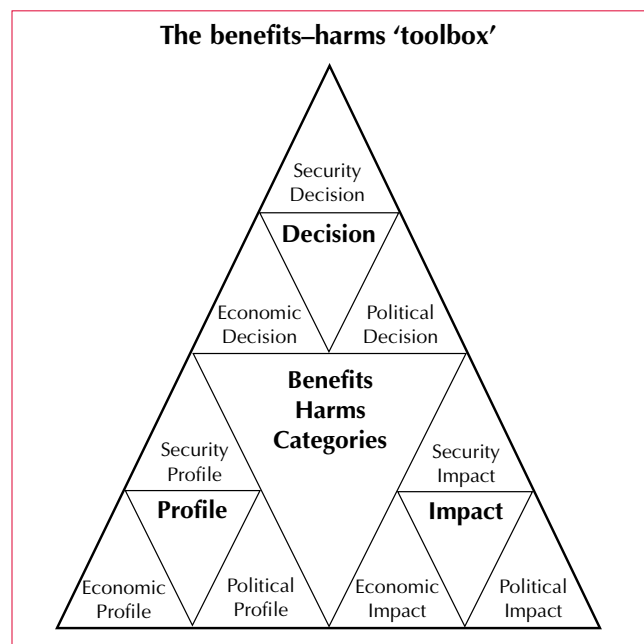 The benefits–harms ‘toolbox’
Security
Decision
Decision
Economic
Decision
Political
Decision
Benefits
Harms
Categories
Security
Profile
Security
Impact
Profile
Impact
Economic
Profile
Political
Profile
Economic
Impact
Political
Impact